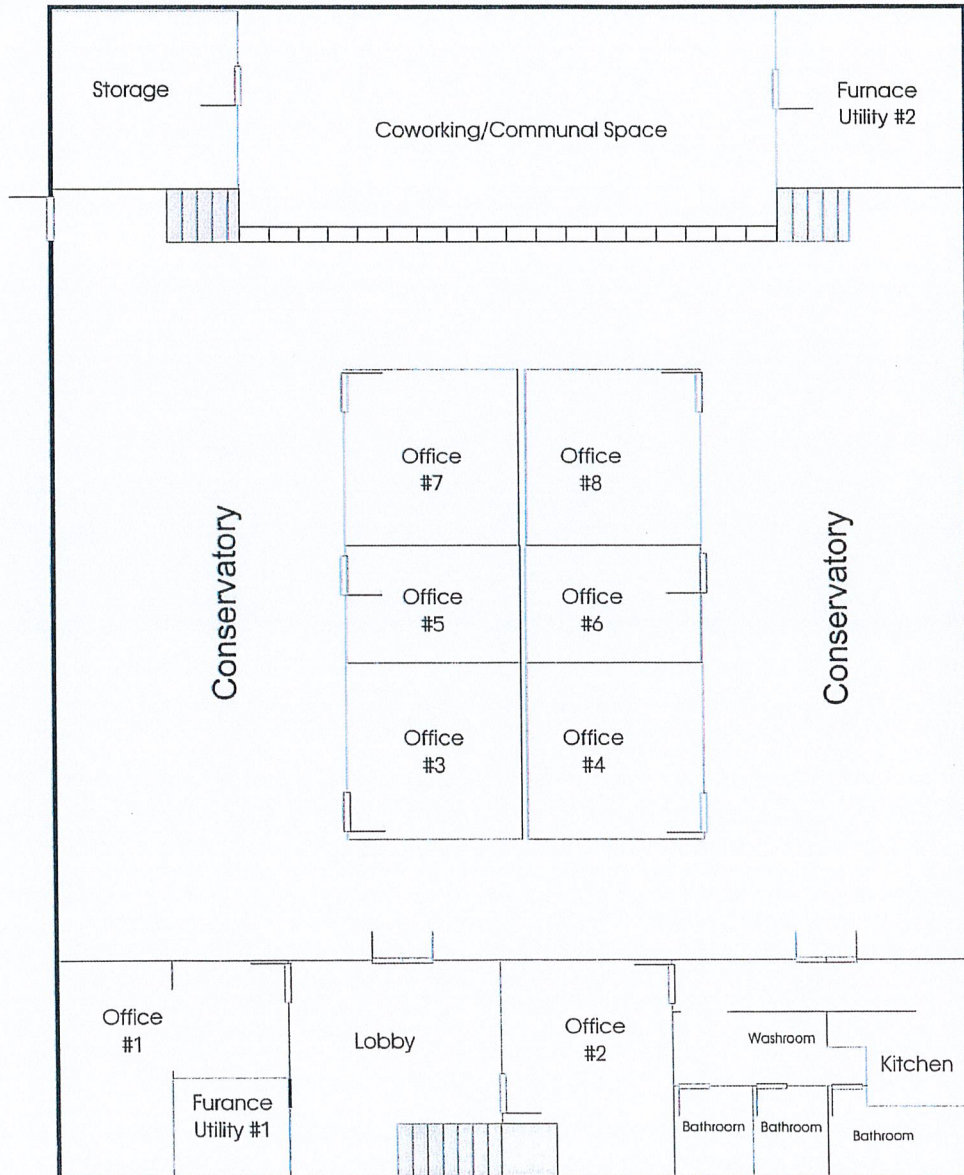 Storage
Coworking/Communal Space
Furnace
Utility #2
Office
#7
Office
#8
Conservatory
Office
#5
Office
#6
Conservatory
Office
#3
Office
#4
Office
#1
Lobby
Office
#2
Washroom
Kitchen
Furance
Utility #1
Bathroom
Bathroom
Bathroom